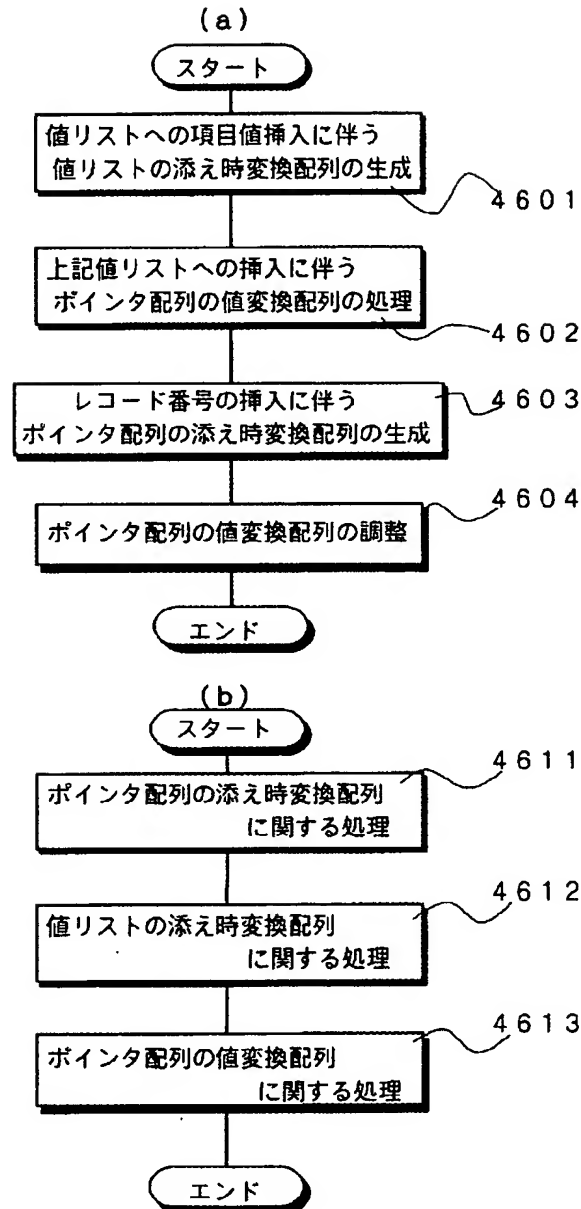 (a)
スタート
値リストへの項目値挿入に伴う
値リストの添え時変換配列の生成
4601
上記値リストへの挿入に伴う
ポインタ配列の値変換配列の処理
4602
レコード番号の挿入に伴う
ポインタ配列の添え時変換配列の生成
4603
4604
ポインタ配列の値変換配列の調整
エンド
(b)
スタート
4611
ポインタ配列の添え時変換配列
に関する処理
4612
値リストの添え時変換配列
に関する処理
4613
ポインタ配列の値変換配列
に関する処理
エンド